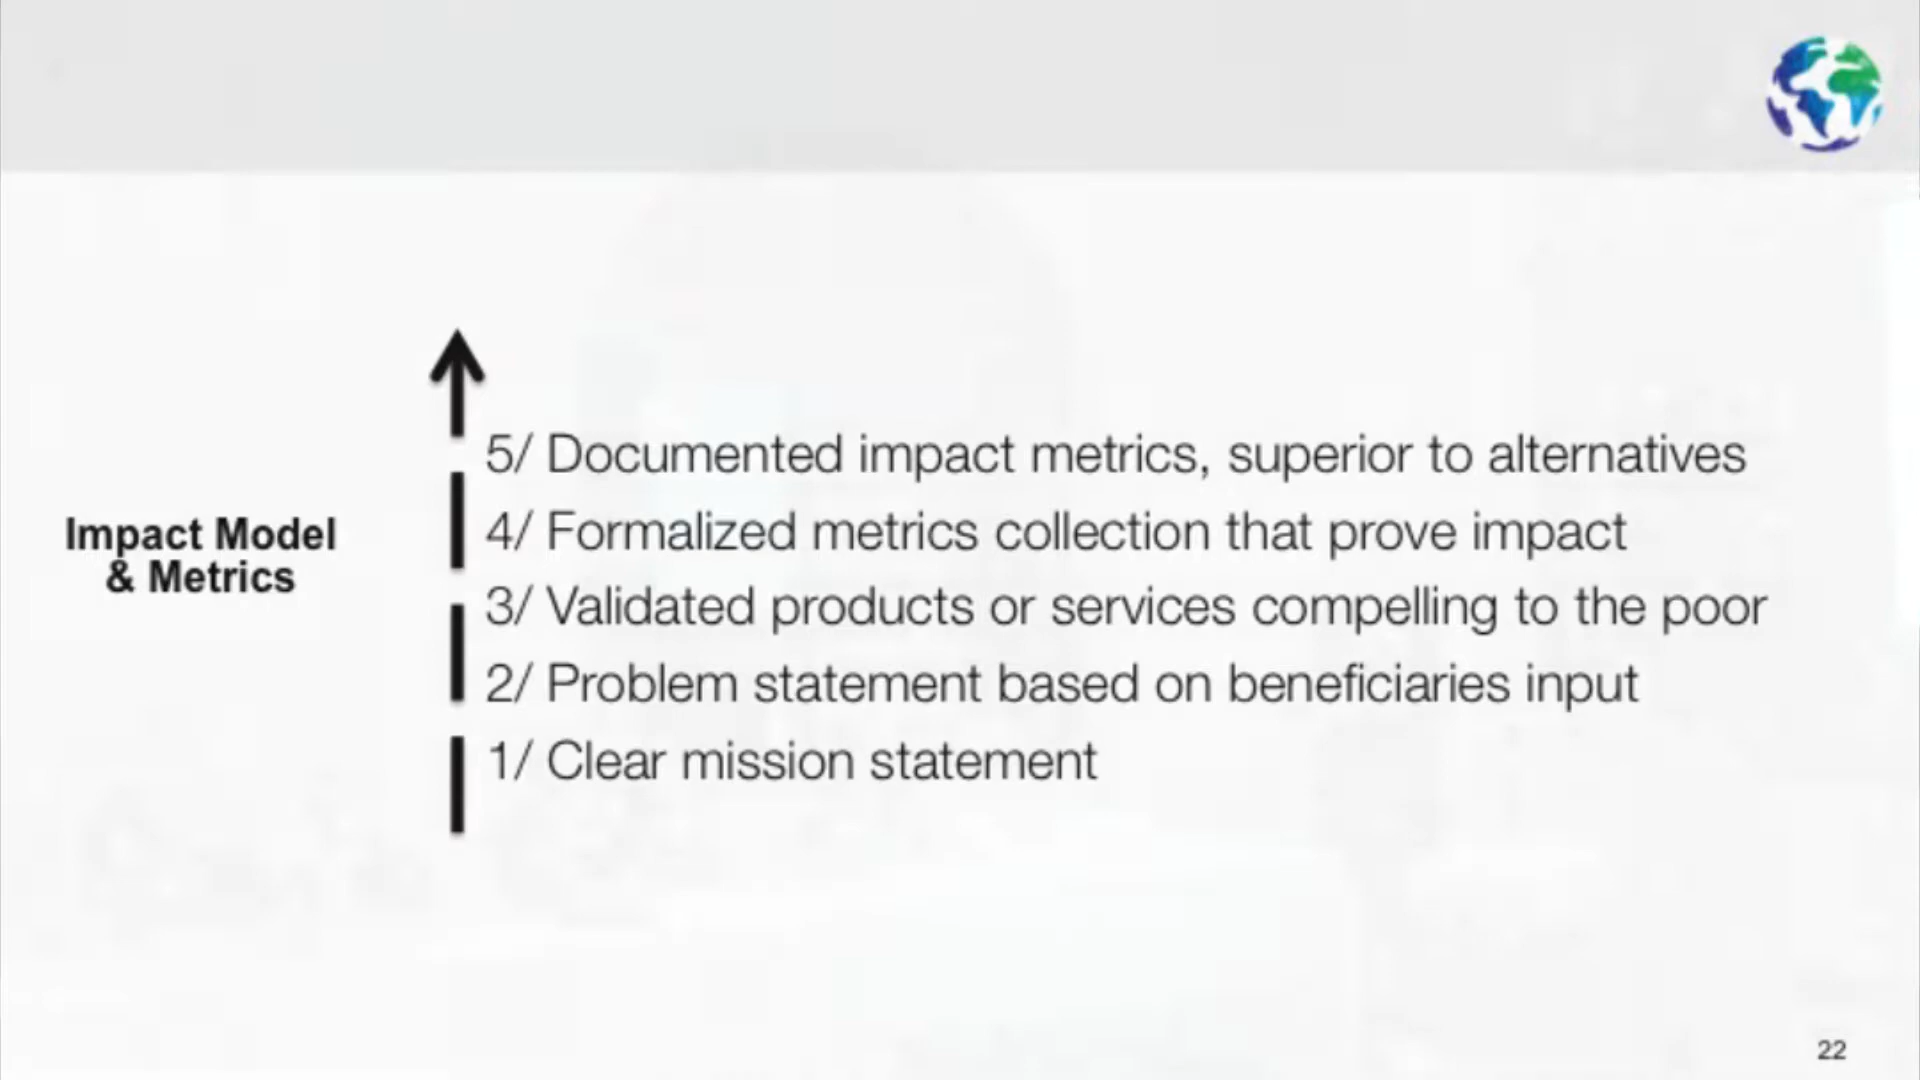 Impact Model
& Metrics
5/ Documented impact metrics, superior to alternatives
4/ Formalized metrics collection that prove impact
3/ Validated products or services compelling to the poor
2/ Problem statement based on beneficiaries input
1/ Clear mission statement
22